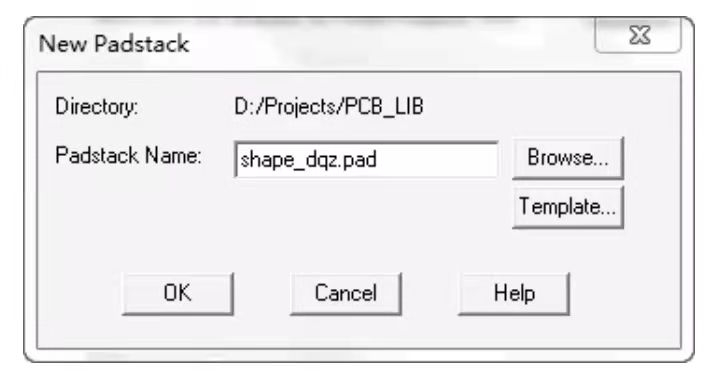 New Padstack
Directory: D:/Projects/PCB_LIB
Padstack Name: shape_dqz.pad Browse...
Template...
OK Cancel Help